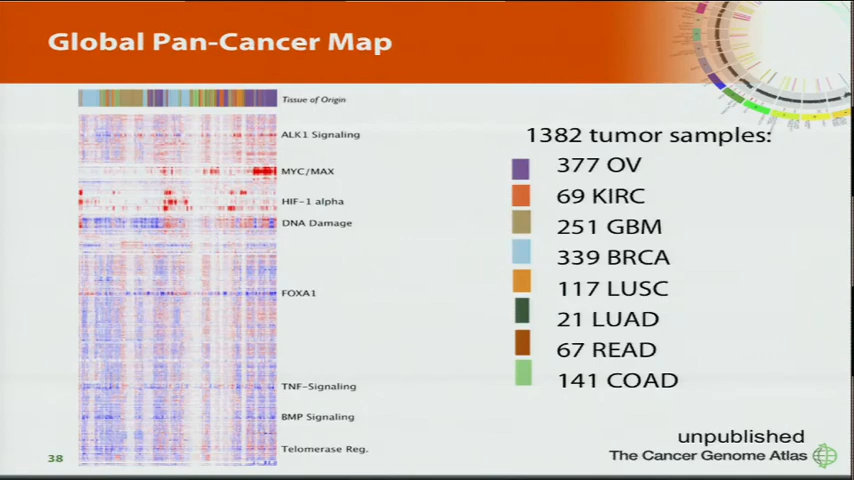 Global Pan-Cancer Map
Tissue of Origin
ALK1 Signaling
MYC/MAX
HIF-1 alpha
DNA Damage
FOXA1
TNF-Signaling
BMP Signaling
Telomerase Reg.
1382 tumor samples:
377 OV
69 KIRC
251 GBM
339 BRCA
117 LUSC
21 LUAD
67 READ
141 COAD
unpublished
The Cancer Genome Atlas
38